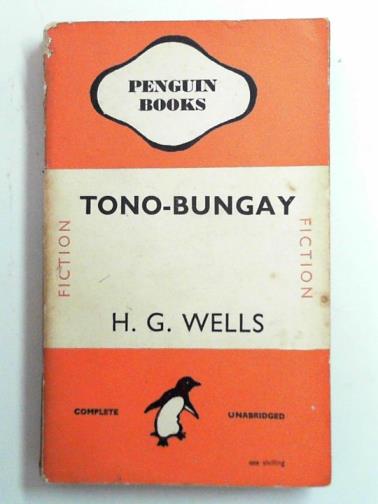 PENGUIN
BOOKS
TONO-BUNGAY
FICTION
FICTION
H. G. WELLS
COMPLETE
UNABRIDGED
one shilling